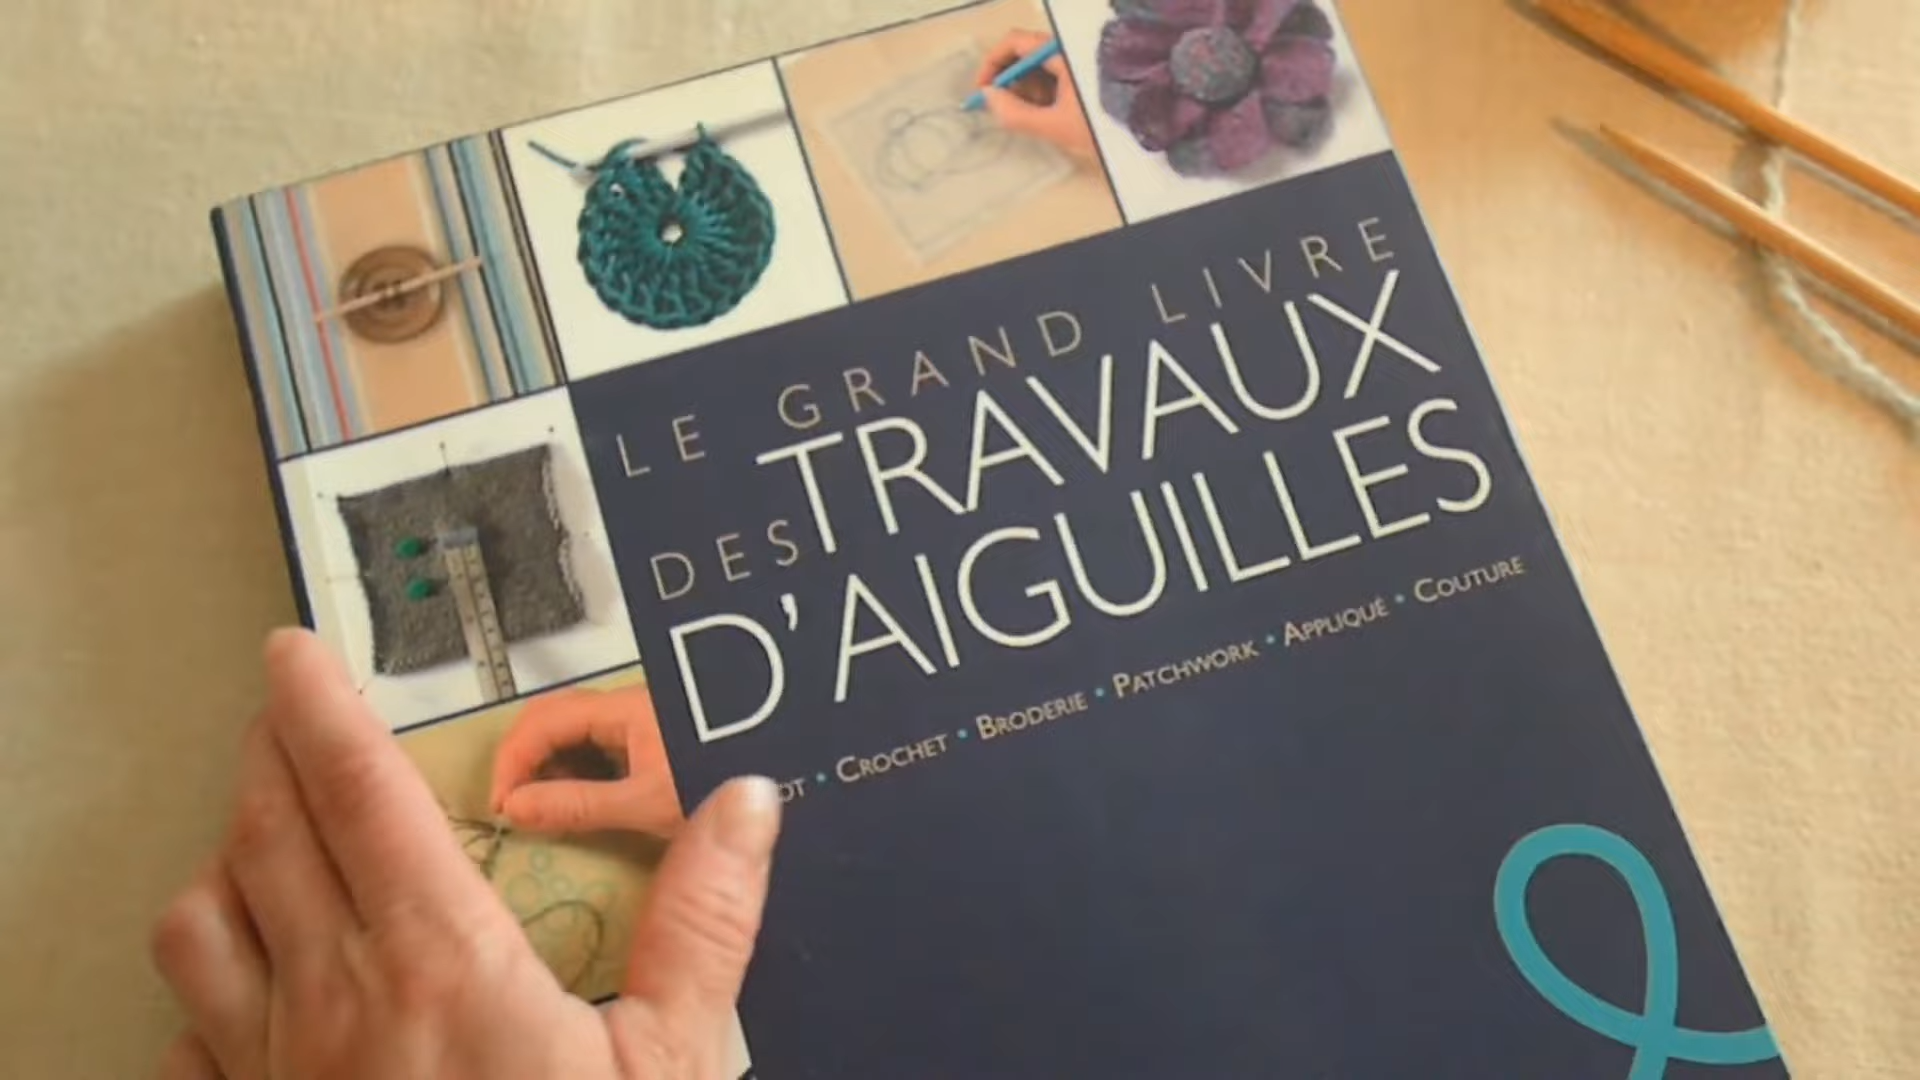 LE GRAND LIVRE
DES TRAVAUX
D'AIGUILLES
• CROCHET • BRODERIE • PATCHWORK • APPLIQUÉ • COUTURE